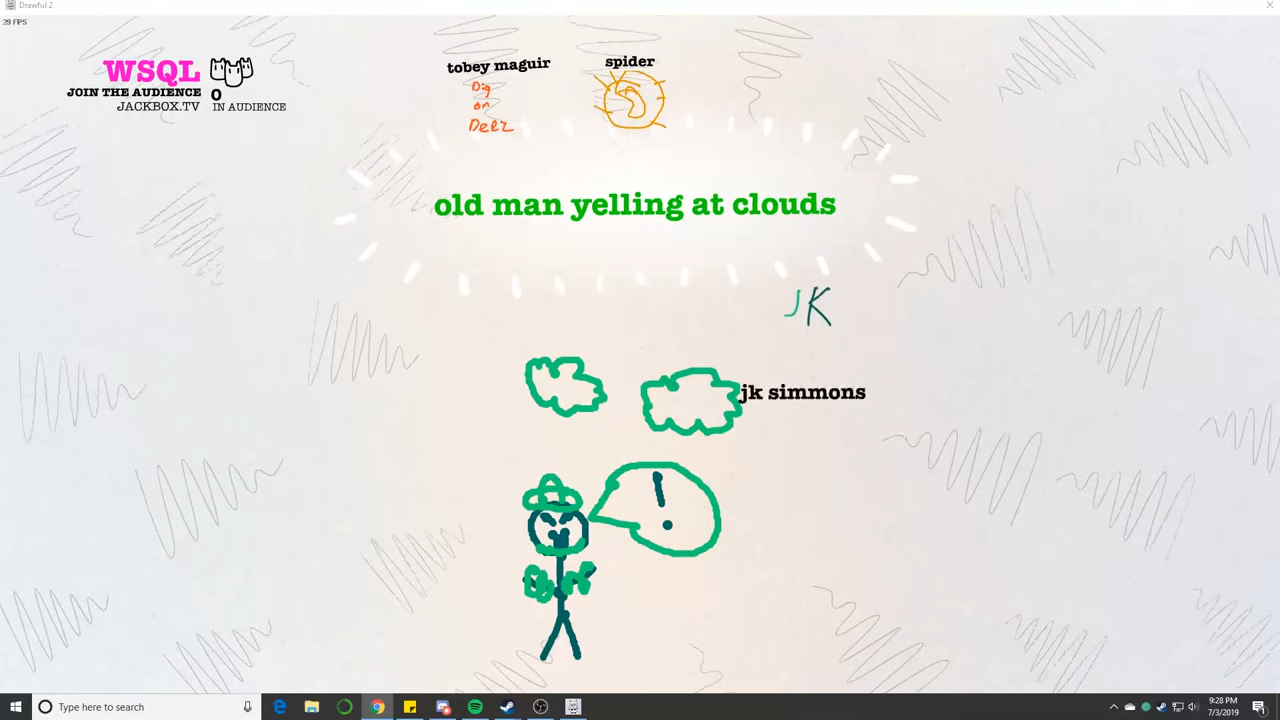 Drawful 2
29 FPS
WSQL
JOIN THE AUDIENCE
JACKBOX.TV
0
IN AUDIENCE
tobey maguir
Dig
on
Deez
spider
old man yelling at clouds
JK
jk simmons
!
Type here to search
9:28 PM
7/3/2019